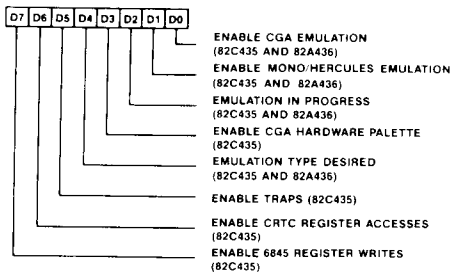 D7 D6 D5 D4 D3 D2 D1 D0
ENABLE CGA EMULATION
(82C435 AND 82A436)
ENABLE MONO/HERCULES EMULATION
(82C435 AND 82A436)
EMULATION IN PROGRESS
(82C435 AND 82A436)
ENABLE CGA HARDWARE PALETTE
(82C435)
EMULATION TYPE DESIRED
(82C435 AND 82A436)
ENABLE TRAPS (82C435)
ENABLE CRTC REGISTER ACCESSES
(82C435)
ENABLE 6845 REGISTER WRITES
(82C435)